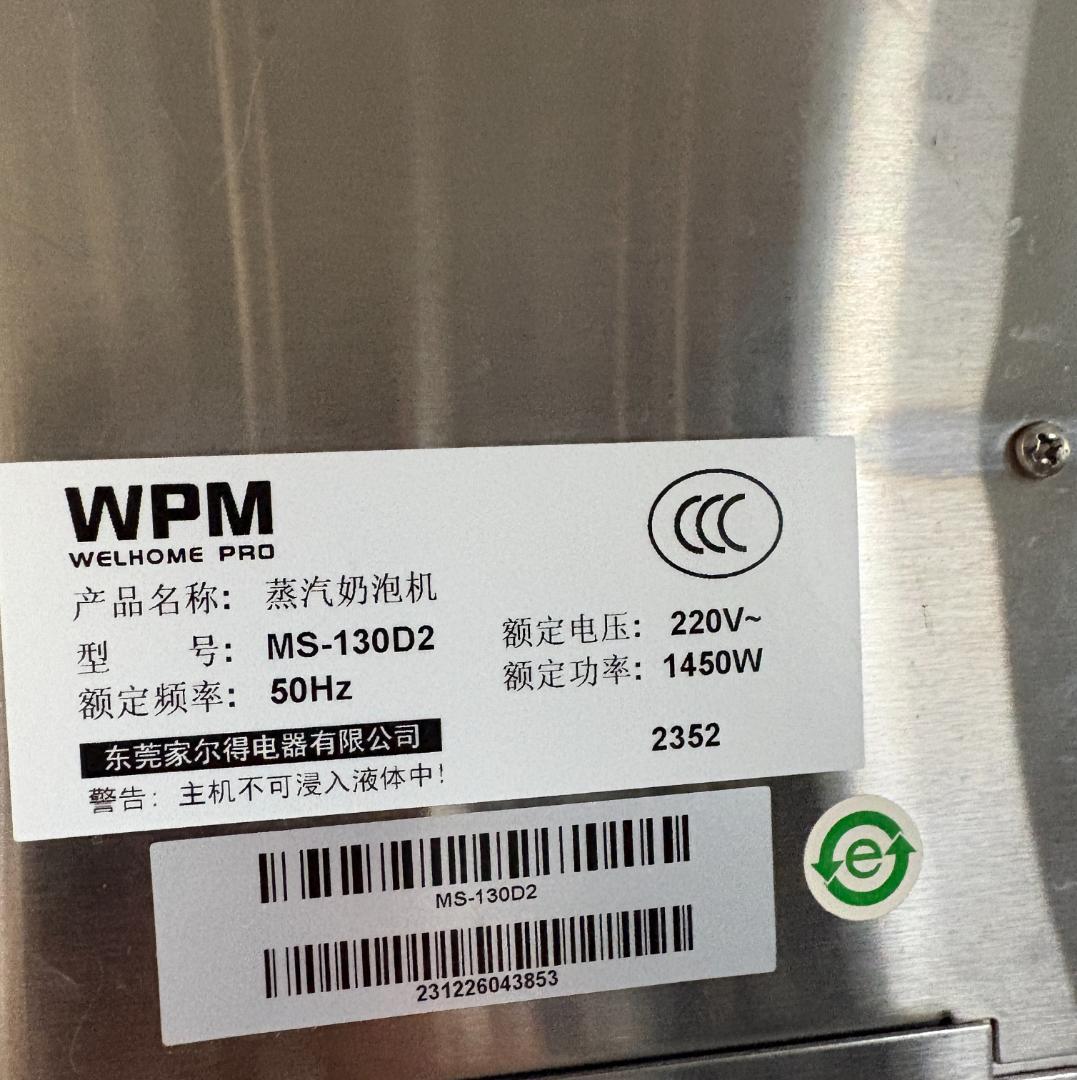 WPM
WELHOME PRO
CCC
产品名称: 蒸汽奶泡机
型 号: MS-130D2
额定电压: 220V~
额定频率: 50Hz
额定功率: 1450W
东莞家尔得电器有限公司
2352
警告: 主机不可浸入液体中!
MS-130D2
231226043853
e